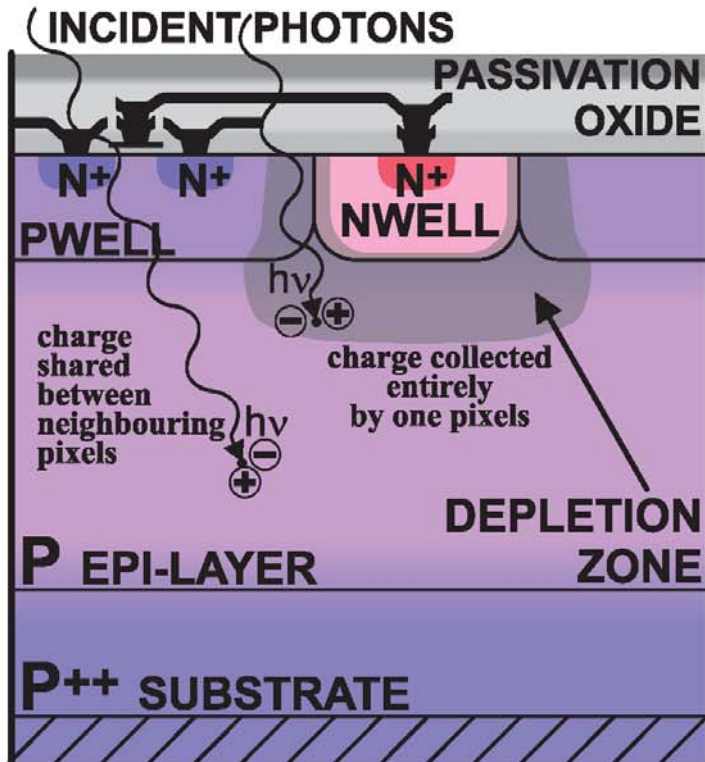 INCIDENT PHOTONS
PASSIVATION
OXIDE
N+ N+ N+
PWELL NWELL
hν
− +
charge
shared
between
neighbouring
pixels
charge collected
entirely
by one pixels
hν
−
+
DEPLETION
ZONE
P EPI-LAYER
P++ SUBSTRATE